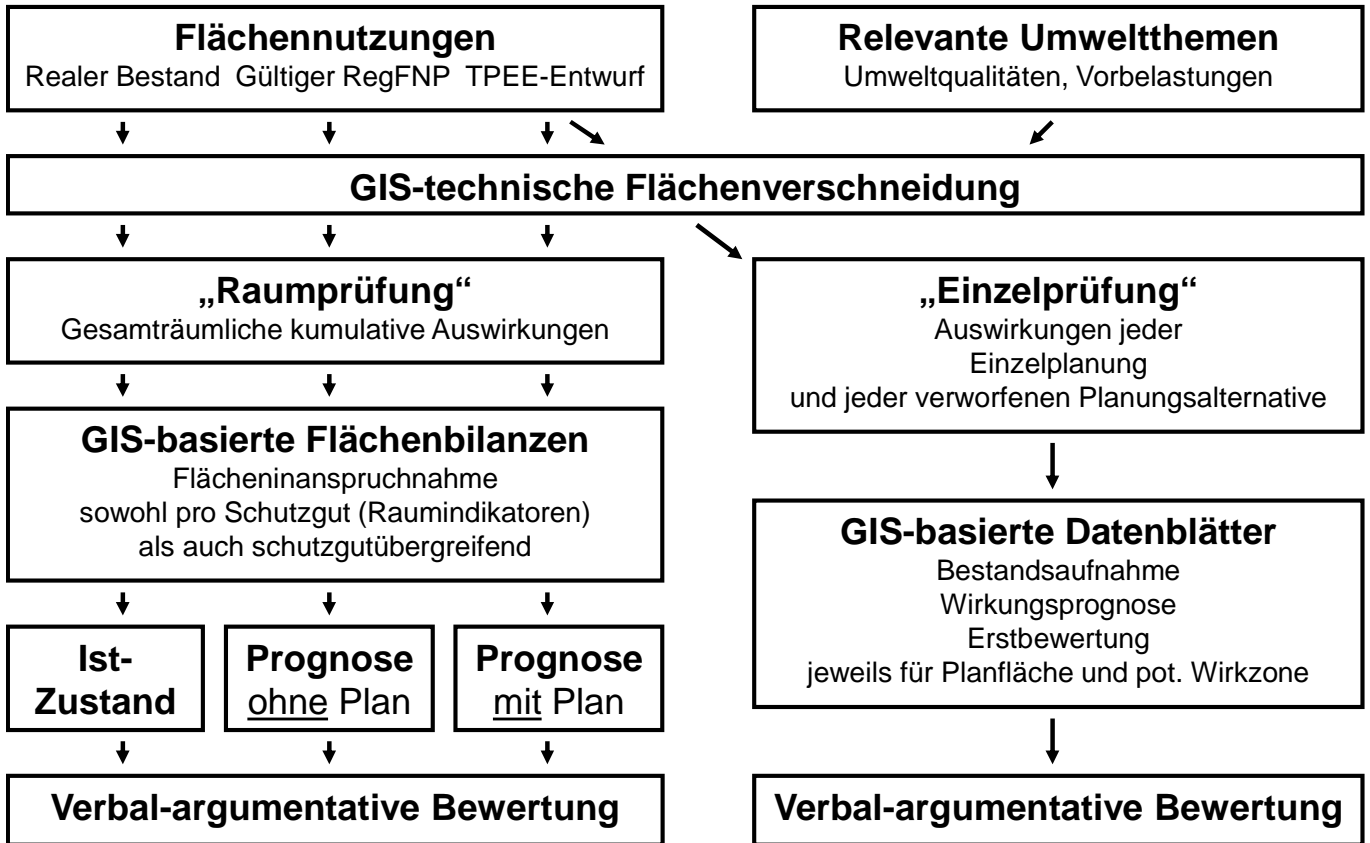 Flächennutzungen
Realer Bestand Gültiger RegFNP TPEE-Entwurf
Relevante Umweltthemen
Umweltqualitäten, Vorbelastungen
GIS-technische Flächenverschneidung
„Raumprüfung“
Gesamträumliche kumulative Auswirkungen
„Einzelprüfung“
Auswirkungen jeder
Einzelplanung
und jeder verworfenen Planungsalternative
GIS-basierte Flächenbilanzen
Flächeninanspruchnahme
sowohl pro Schutzgut (Raumindikatoren)
als auch schutzgutübergreifend
GIS-basierte Datenblätter
Bestandsaufnahme
Wirkungsprognose
Erstbewertung
jeweils für Planfläche und pot. Wirkzone
Ist-
Zustand
Prognose
ohne Plan
Prognose
mit Plan
Verbal-argumentative Bewertung
Verbal-argumentative Bewertung